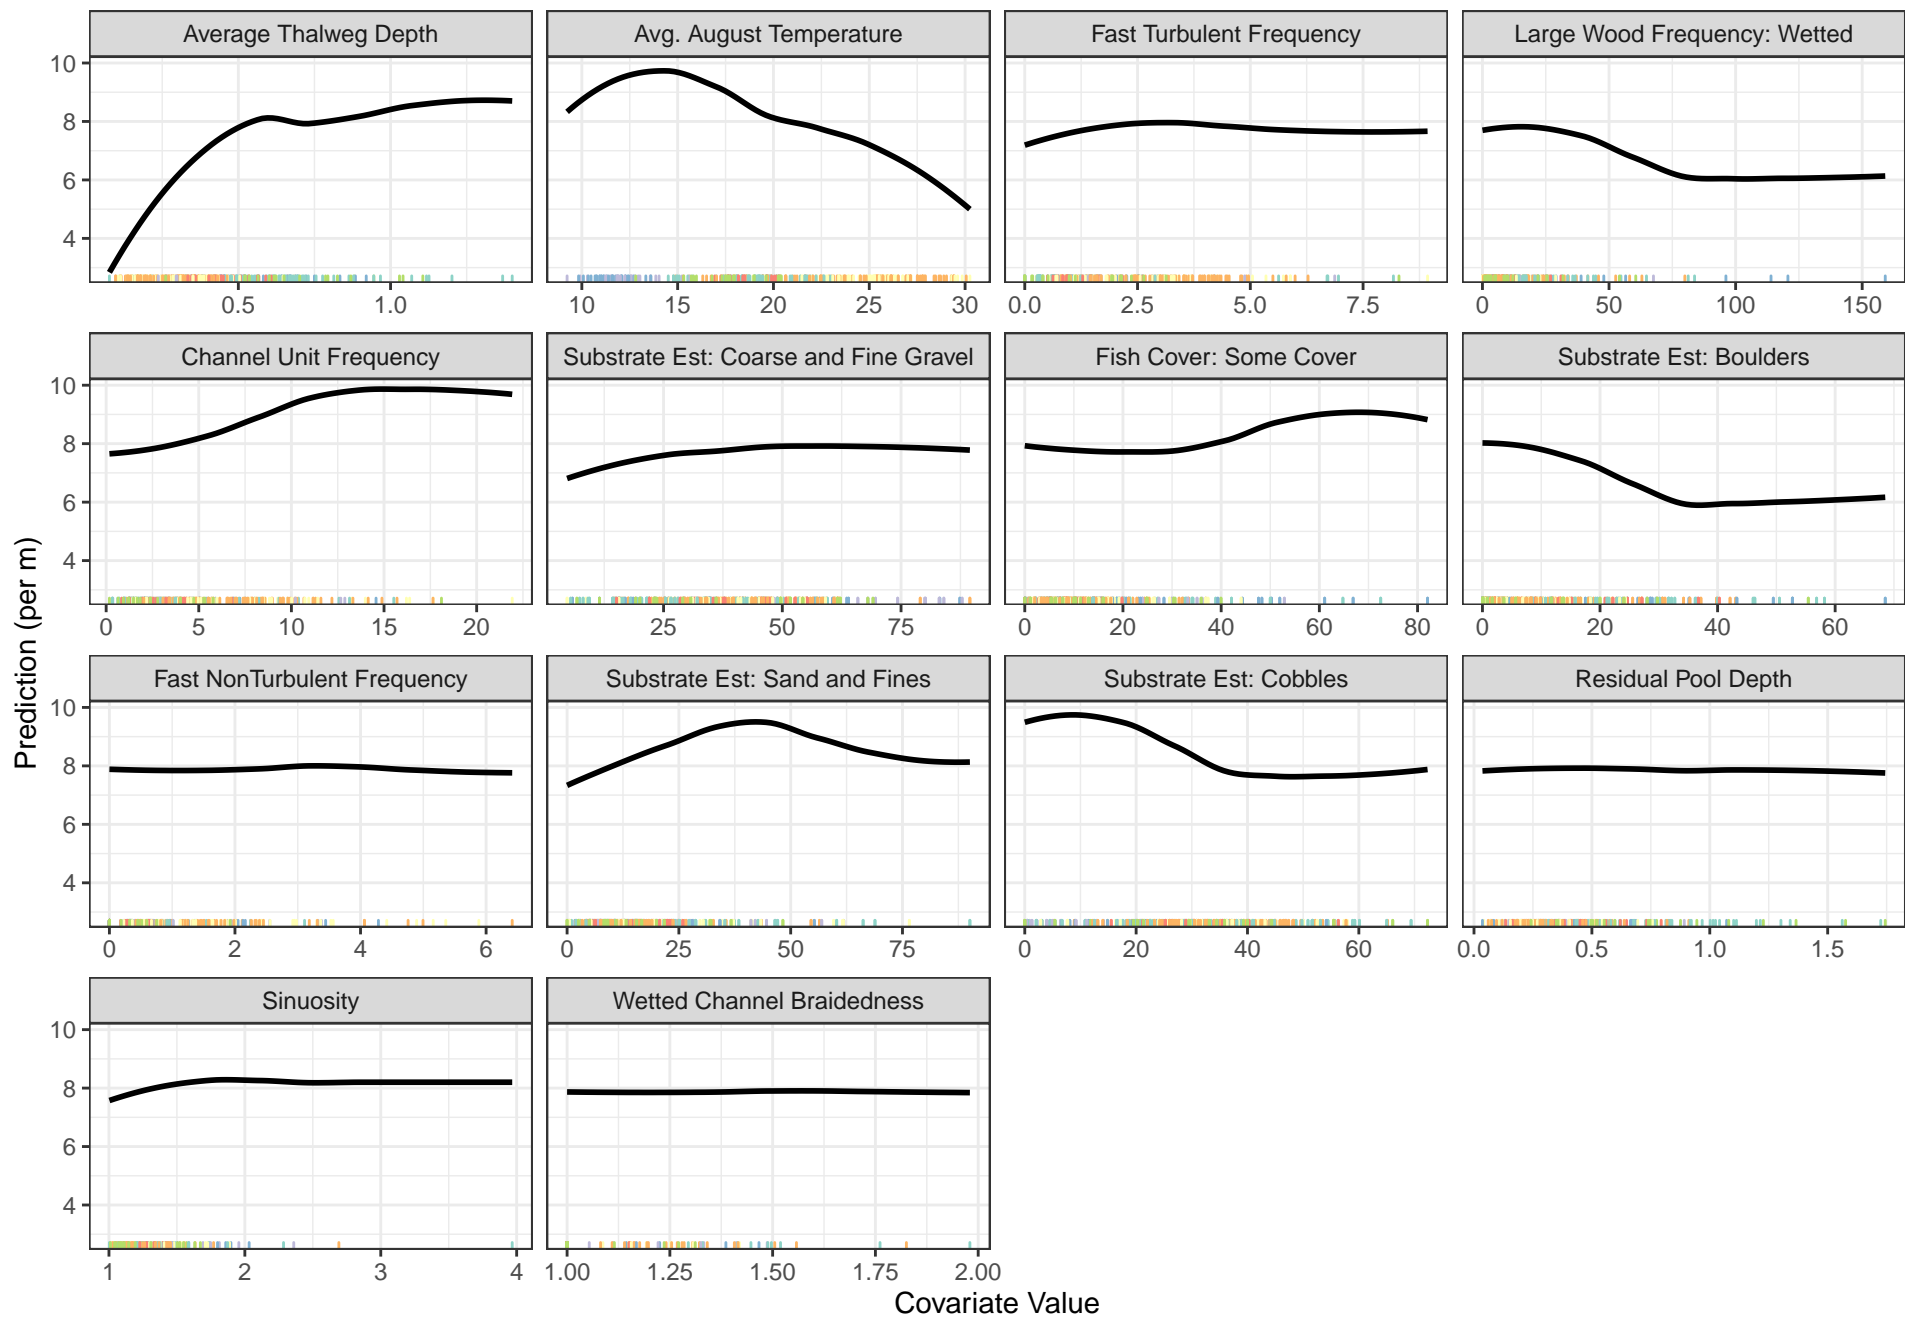 Average Thalweg Depth
Avg. August Temperature
Fast Turbulent Frequency
Large Wood Frequency: Wetted
10
8
6
4
0.5 1.0
10 15 20 25 30
0.0 2.5 5.0 7.5
0 50 100 150
Channel Unit Frequency
Substrate Est: Coarse and Fine Gravel
Fish Cover: Some Cover
Substrate Est: Boulders
10
8
6
4
0 5 10 15 20
25 50 75
0 20 40 60 80
0 20 40 60
Prediction (per m)
Fast NonTurbulent Frequency
Substrate Est: Sand and Fines
Substrate Est: Cobbles
Residual Pool Depth
10
8
6
4
0 2 4 6
0 25 50 75
0 20 40 60
0.0 0.5 1.0 1.5
Sinuosity
Wetted Channel Braidedness
10
8
6
4
1 2 3 4
1.00 1.25 1.50 1.75 2.00
Covariate Value